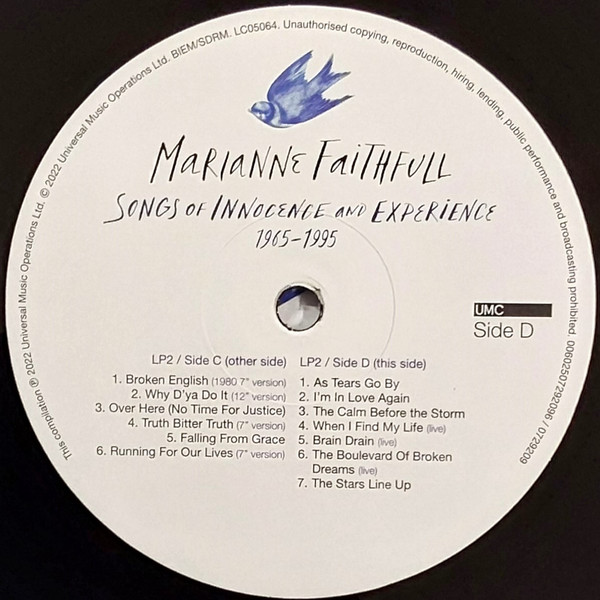 This compilation ℗ 2022 Universal Music Operations Ltd. © 2022 Universal Music Operations Ltd. BIEM/SDRM. LC05064. Unauthorised copying, reproduction, hiring, lending, public performance and broadcasting prohibited. 00602507292096 / 0729209
MARIANNE FAITHFULL
SONGS OF INNOCENCE AND EXPERIENCE
1965-1995
UMC
Side D
LP2 / Side C (other side)
1. Broken English (1980 7" version)
2. Why D'ya Do It (12" version)
3. Over Here (No Time For Justice)
4. Truth Bitter Truth (7" version)
5. Falling From Grace
6. Running For Our Lives (7" version)
LP2 / Side D (this side)
1. As Tears Go By
2. I'm In Love Again
3. The Calm Before the Storm
4. When I Find My Life (live)
5. Brain Drain (live)
6. The Boulevard Of Broken
Dreams (live)
7. The Stars Line Up